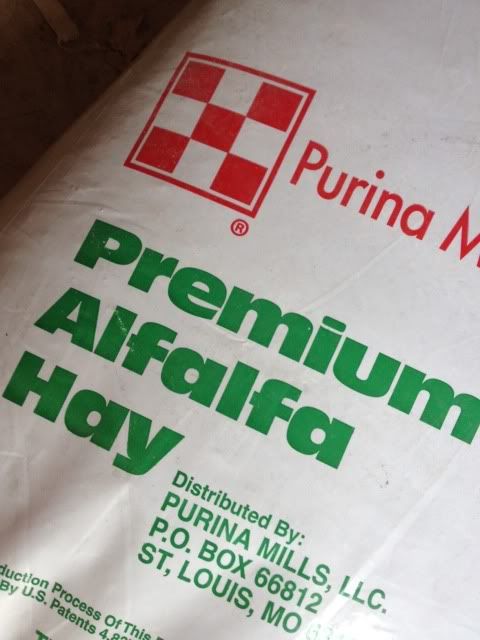 ®
Purina
Premium
Alfalfa
Hay
Distributed By:
PURINA MILLS, LLC.
P.O. BOX 66812
ST, LOUIS, MO
Process Of This
By U.S. Patents